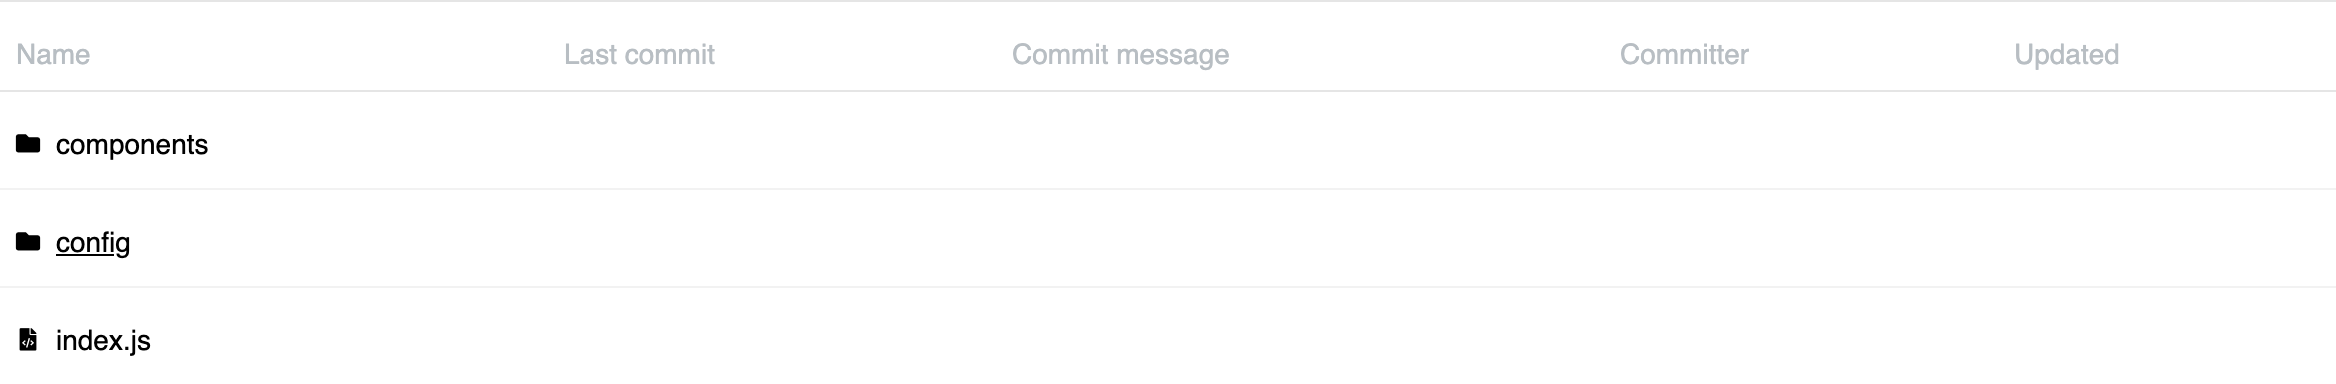 Name Last commit Commit message Committer Updated
components
config
index.js